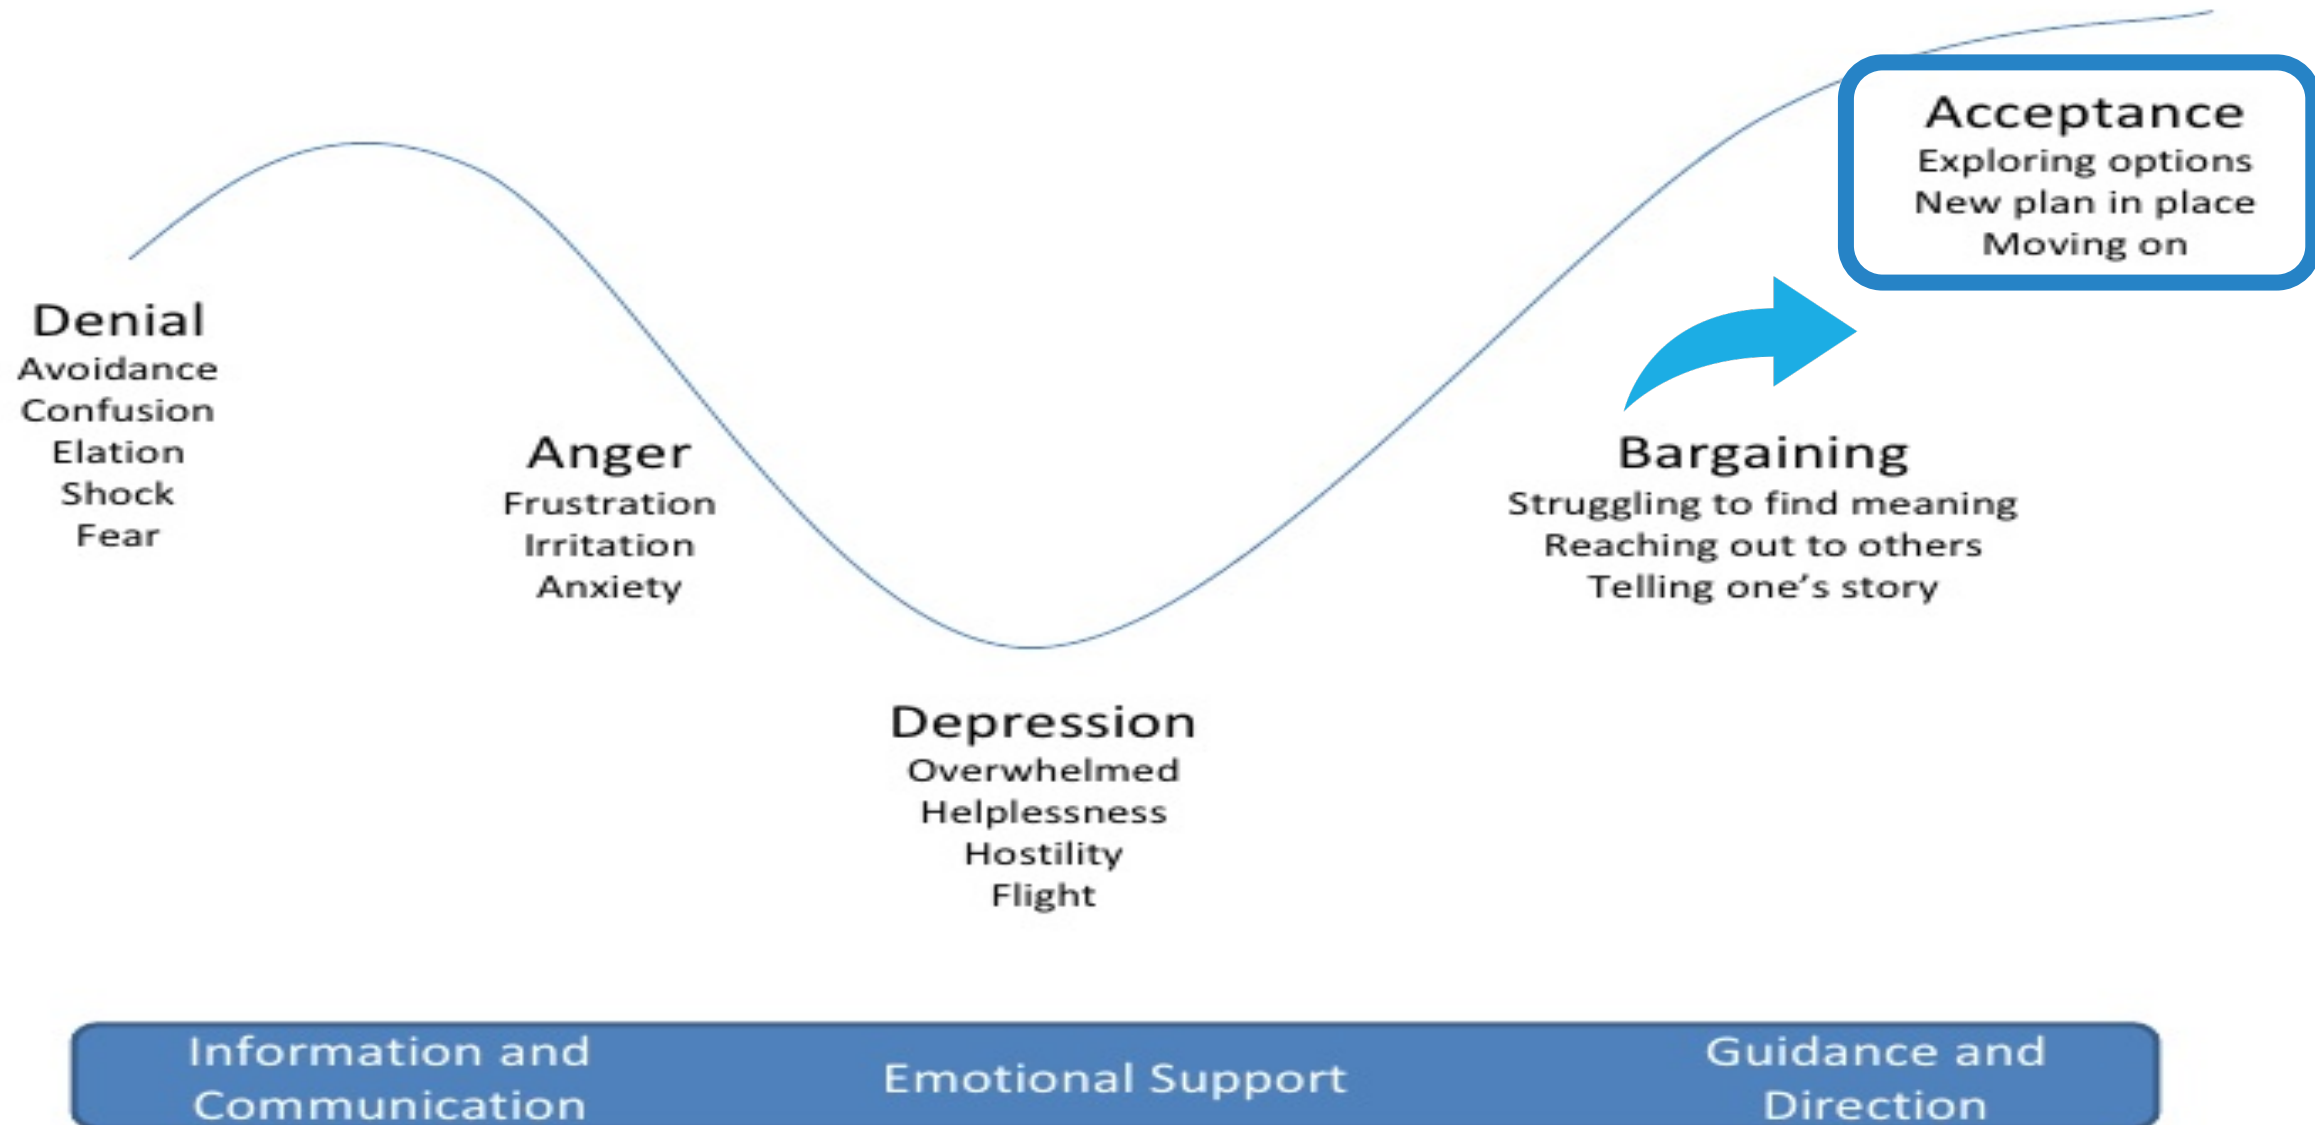 Denial
Avoidance
Confusion
Elation
Shock
Fear
Anger
Frustration
Irritation
Anxiety
Depression
Overwhelmed
Helplessness
Hostility
Flight
Bargaining
Struggling to find meaning
Reaching out to others
Telling one’s story
Acceptance
Exploring options
New plan in place
Moving on
Information and
Communication
Emotional Support
Guidance and
Direction